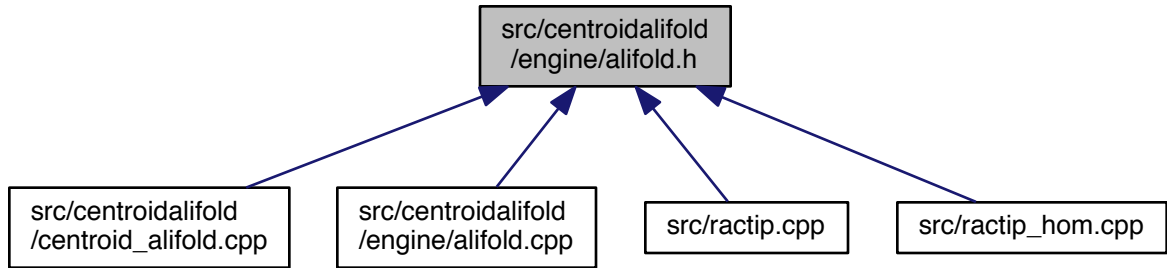 src/centroidalifold
/engine/alifold.h
src/centroidalifold
/centroid_alifold.cpp
src/centroidalifold
/engine/alifold.cpp
src/ractip.cpp
src/ractip_hom.cpp